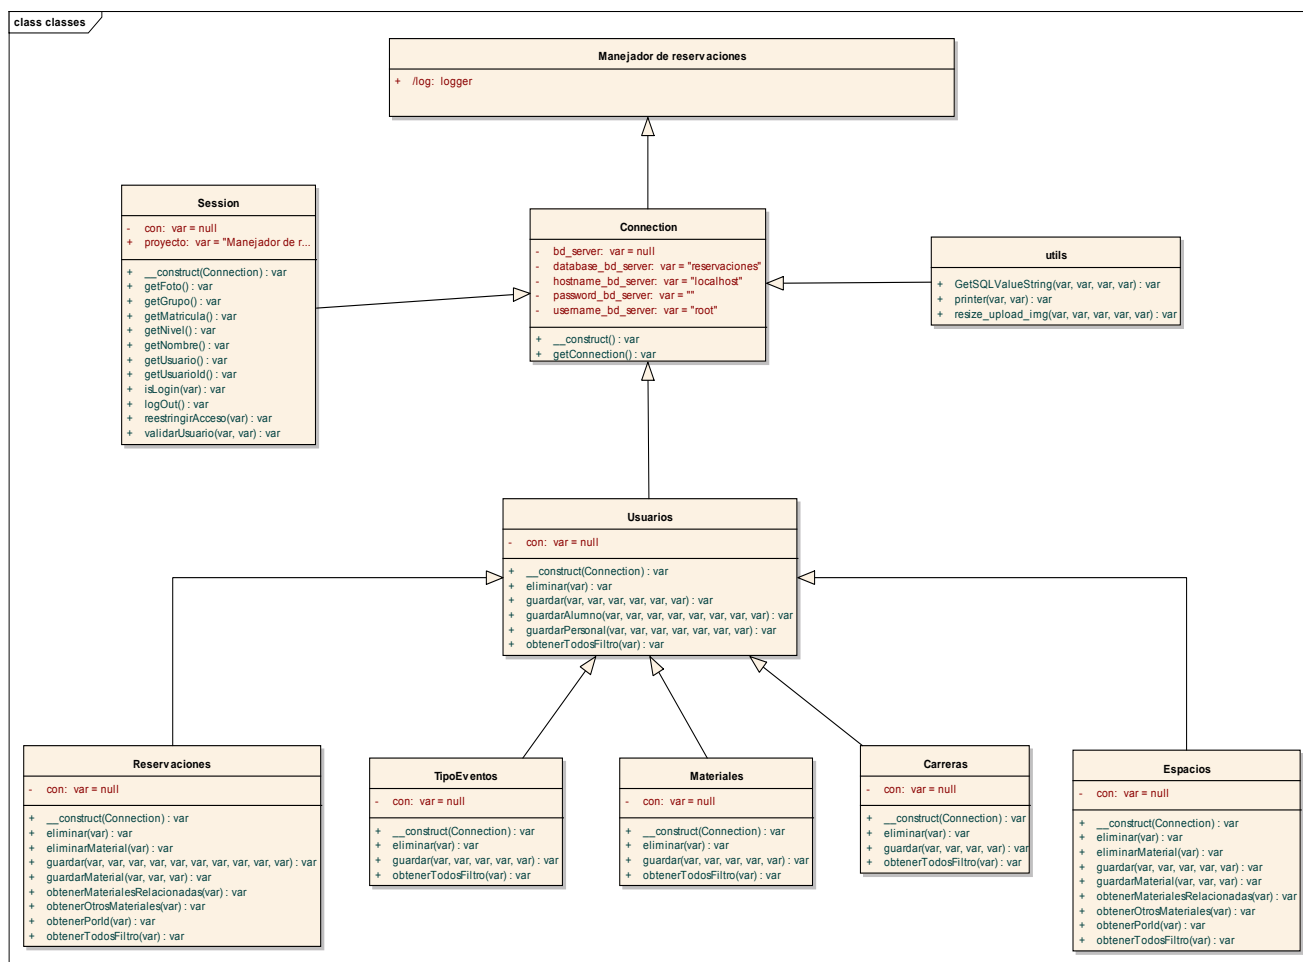 class classes
Manejador de reservaciones
+ /log: logger
Session
- con: var = null
+ proyecto: var = "Manejador de r...
+ __construct(Connection) : var
+ getFoto() : var
+ getGrupo() : var
+ getMatricula() : var
+ getNivel() : var
+ getNombre() : var
+ getUsuario() : var
+ getUsuarioId() : var
+ isLogin(var) : var
+ logOut() : var
+ reestringirAcceso(var) : var
+ validarUsuario(var, var) : var
Connection
- bd_server: var = null
- database_bd_server: var = "reservaciones"
- hostname_bd_server: var = "localhost"
- password_bd_server: var = ""
- username_bd_server: var = "root"
+ __construct() : var
+ getConnection() : var
utils
+ GetSQLValueString(var, var, var, var) : var
+ printer(var, var) : var
+ resize_upload_img(var, var, var, var, var) : var
Usuarios
- con: var = null
+ __construct(Connection) : var
+ eliminar(var) : var
+ guardar(var, var, var, var, var, var) : var
+ guardarAlumno(var, var, var, var, var, var, var, var) : var
+ guardarPersonal(var, var, var, var, var, var, var) : var
+ obtenerTodosFiltro(var) : var
Reservaciones
- con: var = null
+ __construct(Connection) : var
+ eliminar(var) : var
+ eliminarMaterial(var) : var
+ guardar(var, var, var, var, var, var, var, var, var, var) : var
+ guardarMaterial(var, var, var) : var
+ obtenerMaterialesRelacionadas(var) : var
+ obtenerOtrosMateriales(var) : var
+ obtenerPorId(var) : var
+ obtenerTodosFiltro(var) : var
TipoEventos
- con: var = null
+ __construct(Connection) : var
+ eliminar(var) : var
+ guardar(var, var, var, var, var) : var
+ obtenerTodosFiltro(var) : var
Materiales
- con: var = null
+ __construct(Connection) : var
+ eliminar(var) : var
+ guardar(var, var, var, var, var) : var
+ obtenerTodosFiltro(var) : var
Carreras
- con: var = null
+ __construct(Connection) : var
+ eliminar(var) : var
+ guardar(var, var, var, var) : var
+ obtenerTodosFiltro(var) : var
Espacios
- con: var = null
+ __construct(Connection) : var
+ eliminar(var) : var
+ eliminarMaterial(var) : var
+ guardar(var, var, var, var, var) : var
+ guardarMaterial(var, var, var) : var
+ obtenerMaterialesRelacionadas(var) : var
+ obtenerOtrosMateriales(var) : var
+ obtenerPorId(var) : var
+ obtenerTodosFiltro(var) : var